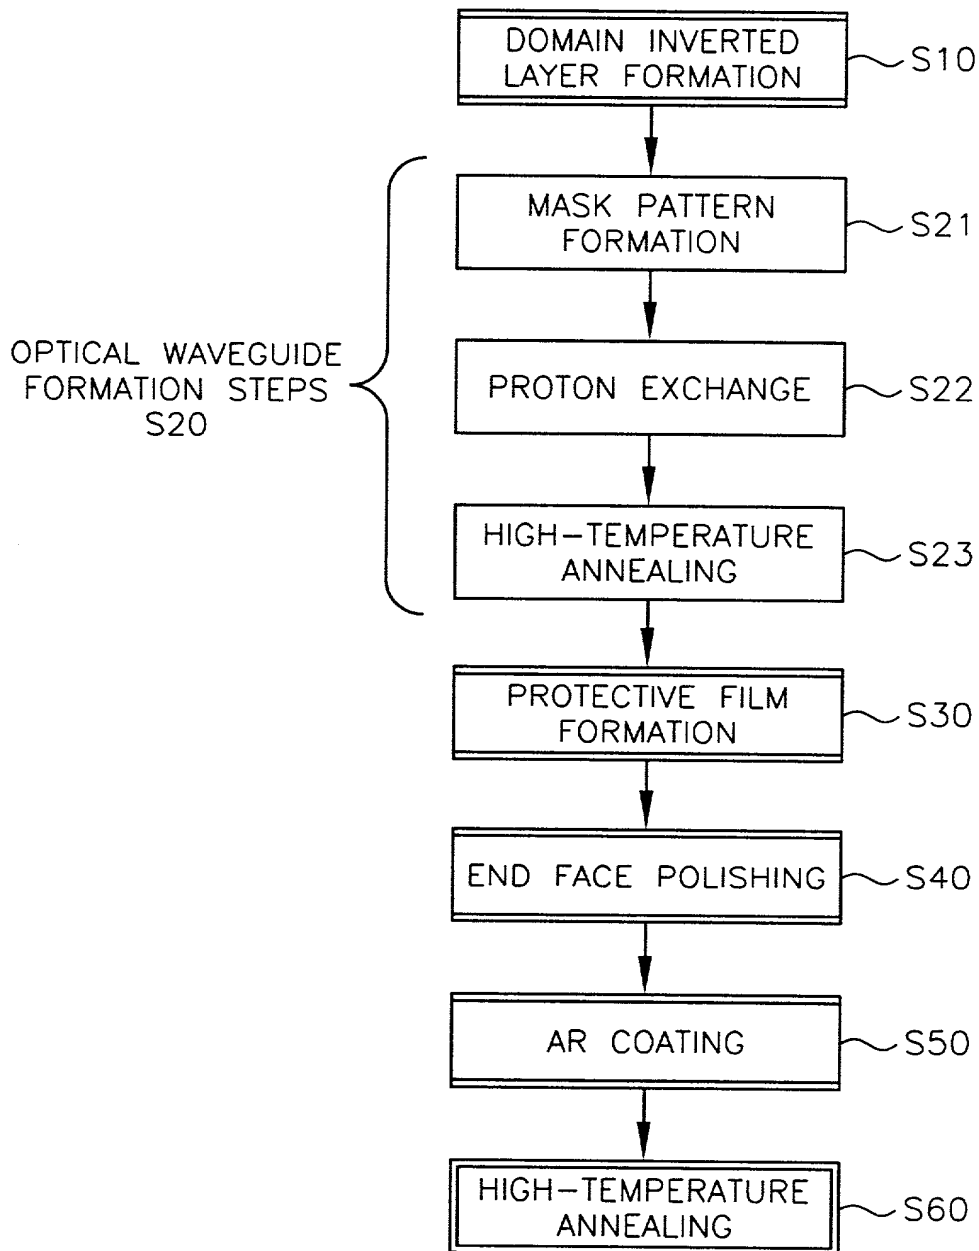 DOMAIN INVERTED
LAYER FORMATION
S10
MASK PATTERN
FORMATION
S21
OPTICAL WAVEGUIDE
FORMATION STEPS
S20
PROTON EXCHANGE
S22
HIGH-TEMPERATURE
ANNEALING
S23
PROTECTIVE FILM
FORMATION
S30
END FACE POLISHING
S40
AR COATING
S50
HIGH-TEMPERATURE
ANNEALING
S60